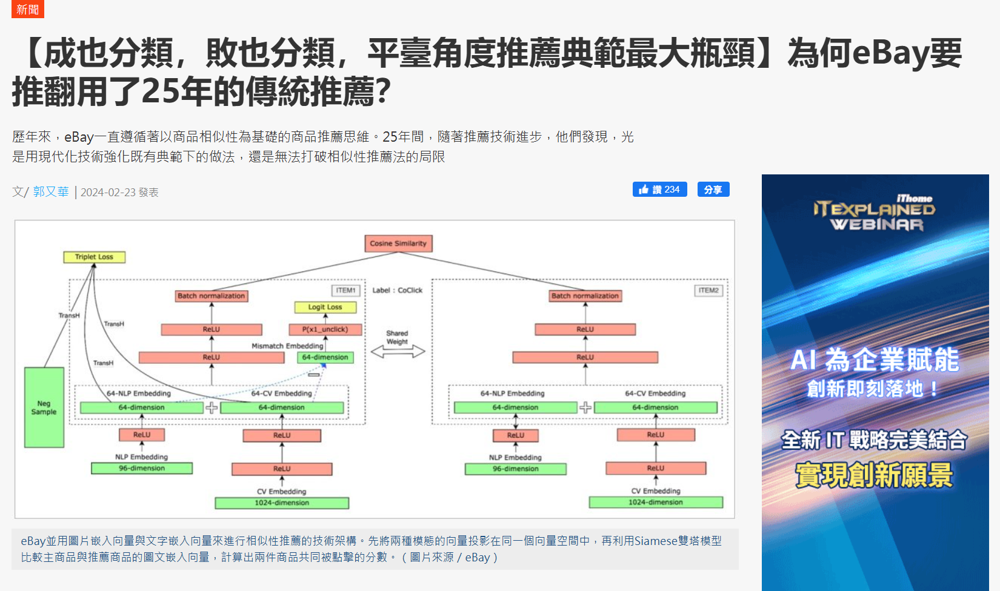 新聞
【成也分類，敗也分類，平臺角度推薦典範最大瓶頸】為何eBay要
推翻用了25年的傳統推薦？
歷年來，eBay一直遵循著以商品相似性為基礎的商品推薦思維。25年間，隨著推薦技術進步，他們發現，光
是用現代化技術強化既有典範下的做法，還是無法打破相似性推薦法的局限
文/ 郭又華 | 2024-02-23 發表
讚 234
分享
Cosine Similarity
Triplet Loss
ITEM1
Label : CoClick
ITEM2
Batch normalization
Batch normalization
Logit Loss
TransH
TransH
ReLU
P(x1_unclick)
ReLU
Shared
Weight
Mismatch Embedding
ReLU
64-dimension
ReLU
TransH
64-NLP Embedding
64-CV Embedding
64-NLP Embedding
64-CV Embedding
Neg
Sample
64-dimension
64-dimension
64-dimension
64-dimension
ReLU
ReLU
ReLU
ReLU
NLP Embedding
NLP Embedding
96-dimension
ReLU
96-dimension
ReLU
CV Embedding
CV Embedding
1024-dimension
1024-dimension
eBay並用圖片嵌入向量與文字嵌入向量來進行相似性推薦的技術架構。先將兩種模態的向量投影在同一個向量空間中，再利用Siamese雙塔模型
比較主商品與推薦商品的圖文嵌入向量，計算出兩件商品共同被點擊的分數。（圖片來源／eBay）
iThome
IT EXPLAINED
WEBINAR
AI 為企業賦能
創新即刻落地！
全新 IT 戰略完美結合
實現創新願景